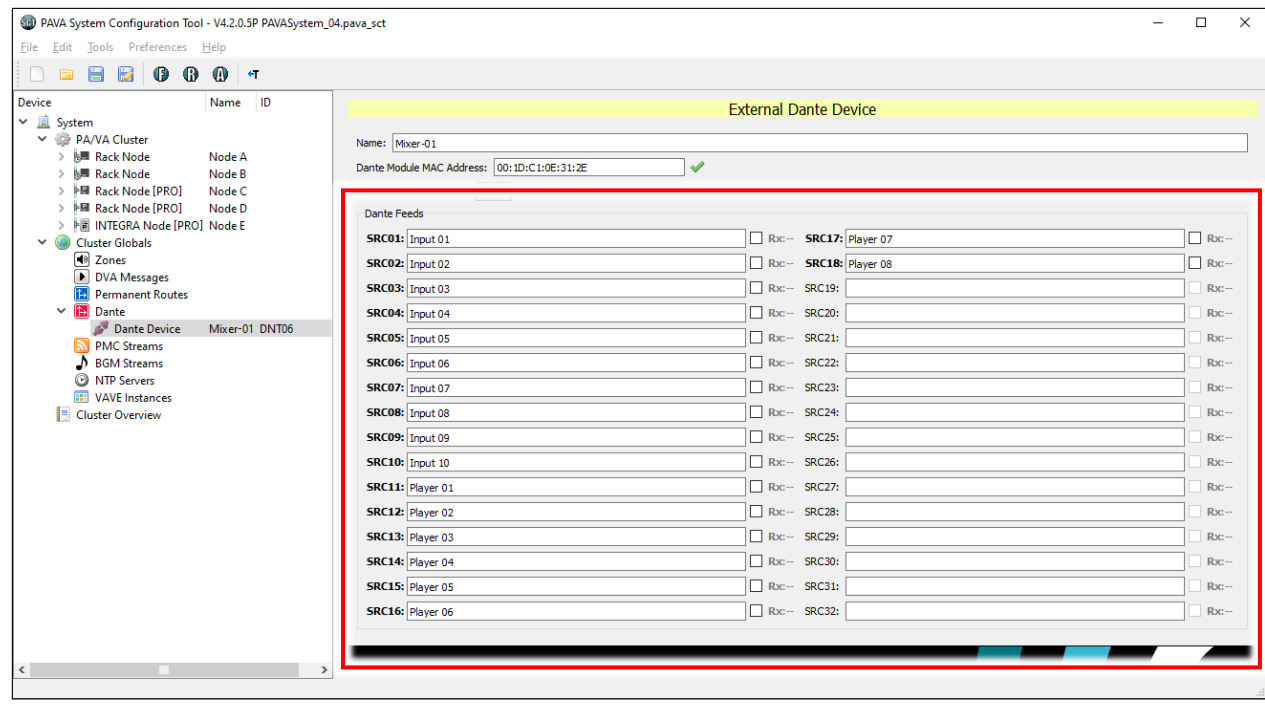 PAVA System Configuration Tool - V4.2.0.5P PAVASystem_04.pava_sct
File Edit Tools Preferences Help
Device Name ID
System
PA/VA Cluster
Rack Node Node A
Rack Node Node B
Rack Node [PRO] Node C
Rack Node [PRO] Node D
INTEGRA Node [PRO] Node E
Cluster Globals
Zones
DVA Messages
Permanent Routes
Dante
Dante Device Mixer-01 DNT06
PMC Streams
BGM Streams
NTP Servers
VAVE Instances
Cluster Overview
External Dante Device
Name: Mixer-01
Dante Module MAC Address: 00:1D:C1:0E:31:2E
Dante Feeds
SRC01: Input 01 Rx:-- SRC17: Player 07 Rx:--
SRC02: Input 02 Rx:-- SRC18: Player 08 Rx:--
SRC03: Input 03 Rx:-- SRC19: Rx:--
SRC04: Input 04 Rx:-- SRC20: Rx:--
SRC05: Input 05 Rx:-- SRC21: Rx:--
SRC06: Input 06 Rx:-- SRC22: Rx:--
SRC07: Input 07 Rx:-- SRC23: Rx:--
SRC08: Input 08 Rx:-- SRC24: Rx:--
SRC09: Input 09 Rx:-- SRC25: Rx:--
SRC10: Input 10 Rx:-- SRC26: Rx:--
SRC11: Player 01 Rx:-- SRC27: Rx:--
SRC12: Player 02 Rx:-- SRC28: Rx:--
SRC13: Player 03 Rx:-- SRC29: Rx:--
SRC14: Player 04 Rx:-- SRC30: Rx:--
SRC15: Player 05 Rx:-- SRC31: Rx:--
SRC16: Player 06 Rx:-- SRC32: Rx:--